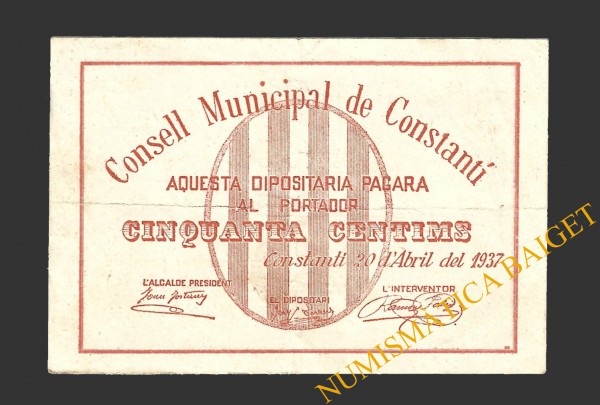 Consell Municipal de Constantí
AQUESTA DIPOSITARIA PAGARA
AL PORTADOR
CINQUANTA CENTIMS
Constantí 20 d'Abril del 1937
L'ALCALDE PRESIDENT
EL DIPOSITARI
L'INTERVENTOR
NUMISMÀTICA BAIGET